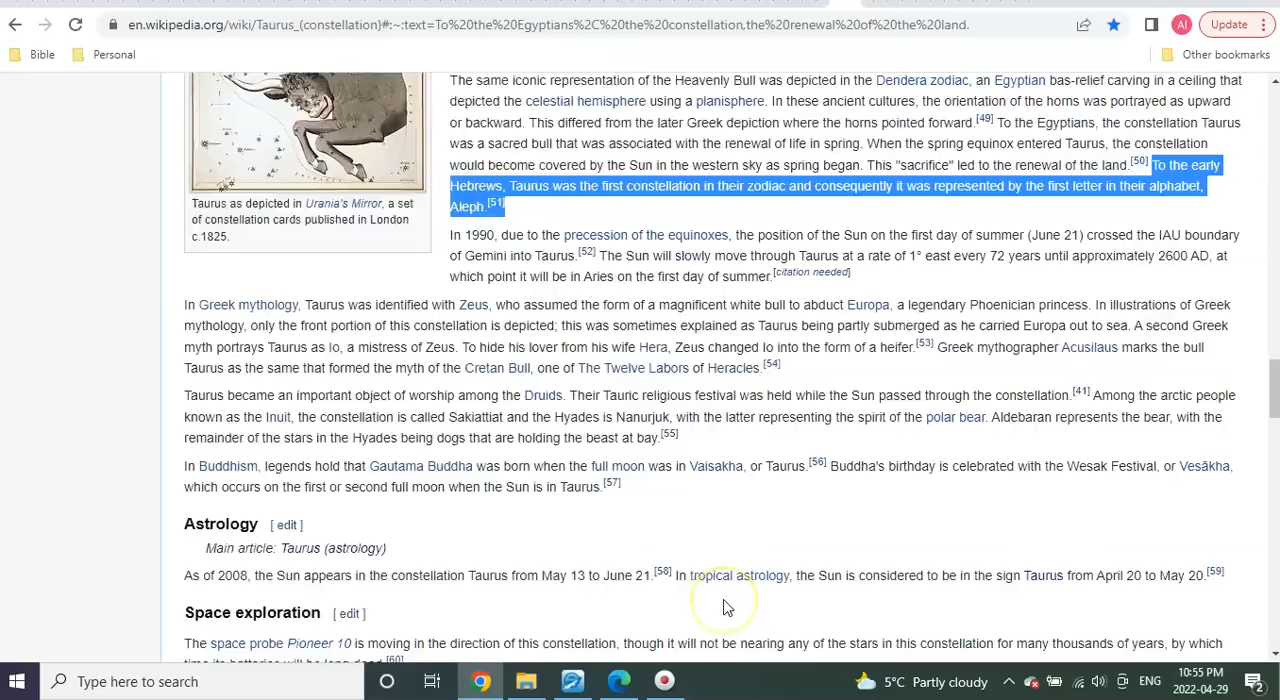 en.wikipedia.org/wiki/Taurus_(constellation)#:~:text=To%20the%20Egyptians%2C%20the%20constellation,the%20renewal%20of%20the%20land.
AI
Update
Bible
Personal
Other bookmarks
The same iconic representation of the Heavenly Bull was depicted in the Dendera zodiac, an Egyptian bas-relief carving in a ceiling that
depicted the celestial hemisphere using a planisphere. In these ancient cultures, the orientation of the horns was portrayed as upward
or backward. This differed from the later Greek depiction where the horns pointed forward.[49] To the Egyptians, the constellation Taurus
was a sacred bull that was associated with the renewal of life in spring. When the spring equinox entered Taurus, the constellation
would become covered by the Sun in the western sky as spring began. This "sacrifice" led to the renewal of the land.[50] To the early
Hebrews, Taurus was the first constellation in their zodiac and consequently it was represented by the first letter in their alphabet,
Aleph.[51]
Taurus as depicted in Urania's Mirror, a set
of constellation cards published in London
c.1825.
In 1990, due to the precession of the equinoxes, the position of the Sun on the first day of summer (June 21) crossed the IAU boundary
of Gemini into Taurus.[52] The Sun will slowly move through Taurus at a rate of 1° east every 72 years until approximately 2600 AD, at
which point it will be in Aries on the first day of summer.[citation needed]
In Greek mythology, Taurus was identified with Zeus, who assumed the form of a magnificent white bull to abduct Europa, a legendary Phoenician princess. In illustrations of Greek
mythology, only the front portion of this constellation is depicted; this was sometimes explained as Taurus being partly submerged as he carried Europa out to sea. A second Greek
myth portrays Taurus as Io, a mistress of Zeus. To hide his lover from his wife Hera, Zeus changed Io into the form of a heifer.[53] Greek mythographer Acusilaus marks the bull
Taurus as the same that formed the myth of the Cretan Bull, one of The Twelve Labors of Heracles.[54]
Taurus became an important object of worship among the Druids. Their Tauric religious festival was held while the Sun passed through the constellation.[41] Among the arctic people
known as the Inuit, the constellation is called Sakiattiat and the Hyades is Nanurjuk, with the latter representing the spirit of the polar bear. Aldebaran represents the bear, with the
remainder of the stars in the Hyades being dogs that are holding the beast at bay.[55]
In Buddhism, legends hold that Gautama Buddha was born when the full moon was in Vaisakha, or Taurus.[56] Buddha's birthday is celebrated with the Wesak Festival, or Vesākha,
which occurs on the first or second full moon when the Sun is in Taurus.[57]
Astrology [ edit ]
Main article: Taurus (astrology)
As of 2008, the Sun appears in the constellation Taurus from May 13 to June 21.[58] In tropical astrology, the Sun is considered to be in the sign Taurus from April 20 to May 20.[59]
Space exploration [ edit ]
The space probe Pioneer 10 is moving in the direction of this constellation, though it will not be nearing any of the stars in this constellation for many thousands of years, by which
time its batteries will be long dead.[60]
Type here to search
5°C Partly cloudy
ENG
10:55 PM
2022-04-29
2